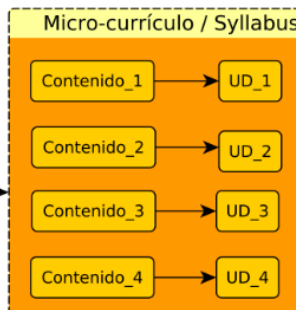 Micro-currículo / Syllabus
Contenido_1 UD_1
Contenido_2 UD_2
Contenido_3 UD_3
Contenido_4 UD_4